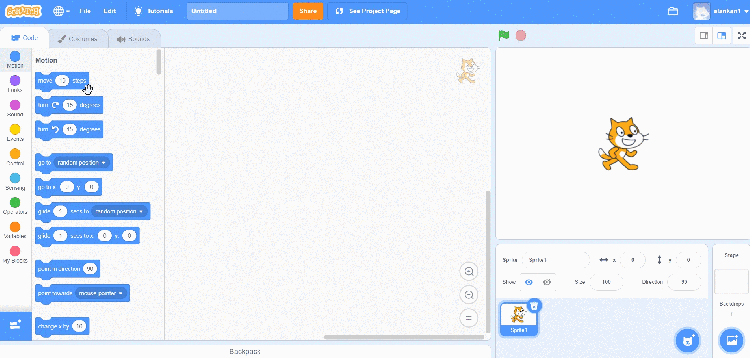 SCRATCH File Edit Tutorials Untitled Share See Project Page
Code Costumes Sounds
Motion
Looks
Sound
Events
Control
Sensing
Operators
Variables
My Blocks
Motion
move 10 steps
turn 15 degrees
turn 15 degrees
go to random position
go to x: y: 0
glide 1 secs to random position
glide 1 secs to x: 0 y: 0
point in direction 90
point towards mouse-pointer
change x by 10
Backpack
Sprite Sprite1 x 0 y 0
Show Size 100 Direction 90
Sprite1
Stage
Backdrops
1